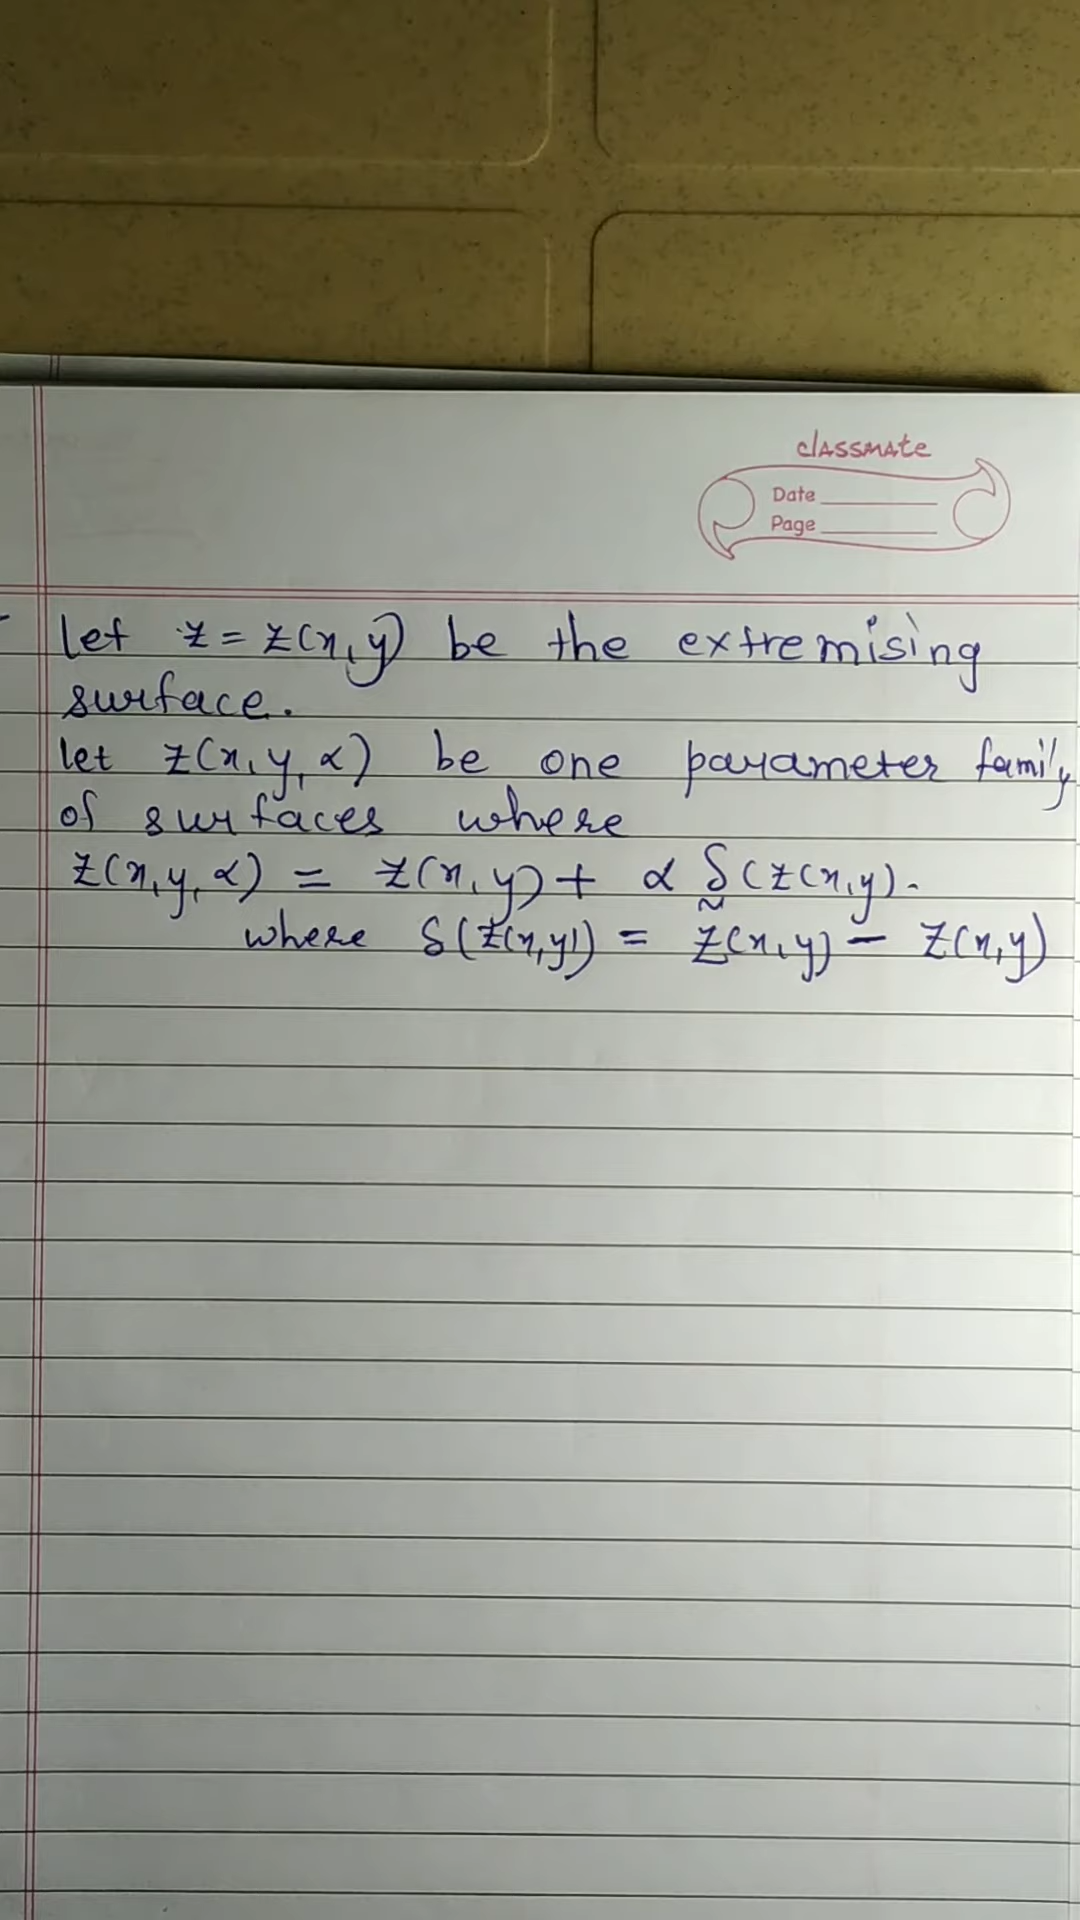 classmate
Date
Page
let z = z(x,y) be the extremising
surface.
let z(x,y,α) be one parameter family
of surfaces where
z(x,y,α) = z(x,y) + α δ(z(x,y).
where δ(z(x,y)) = z̃(x,y) - z(x,y)